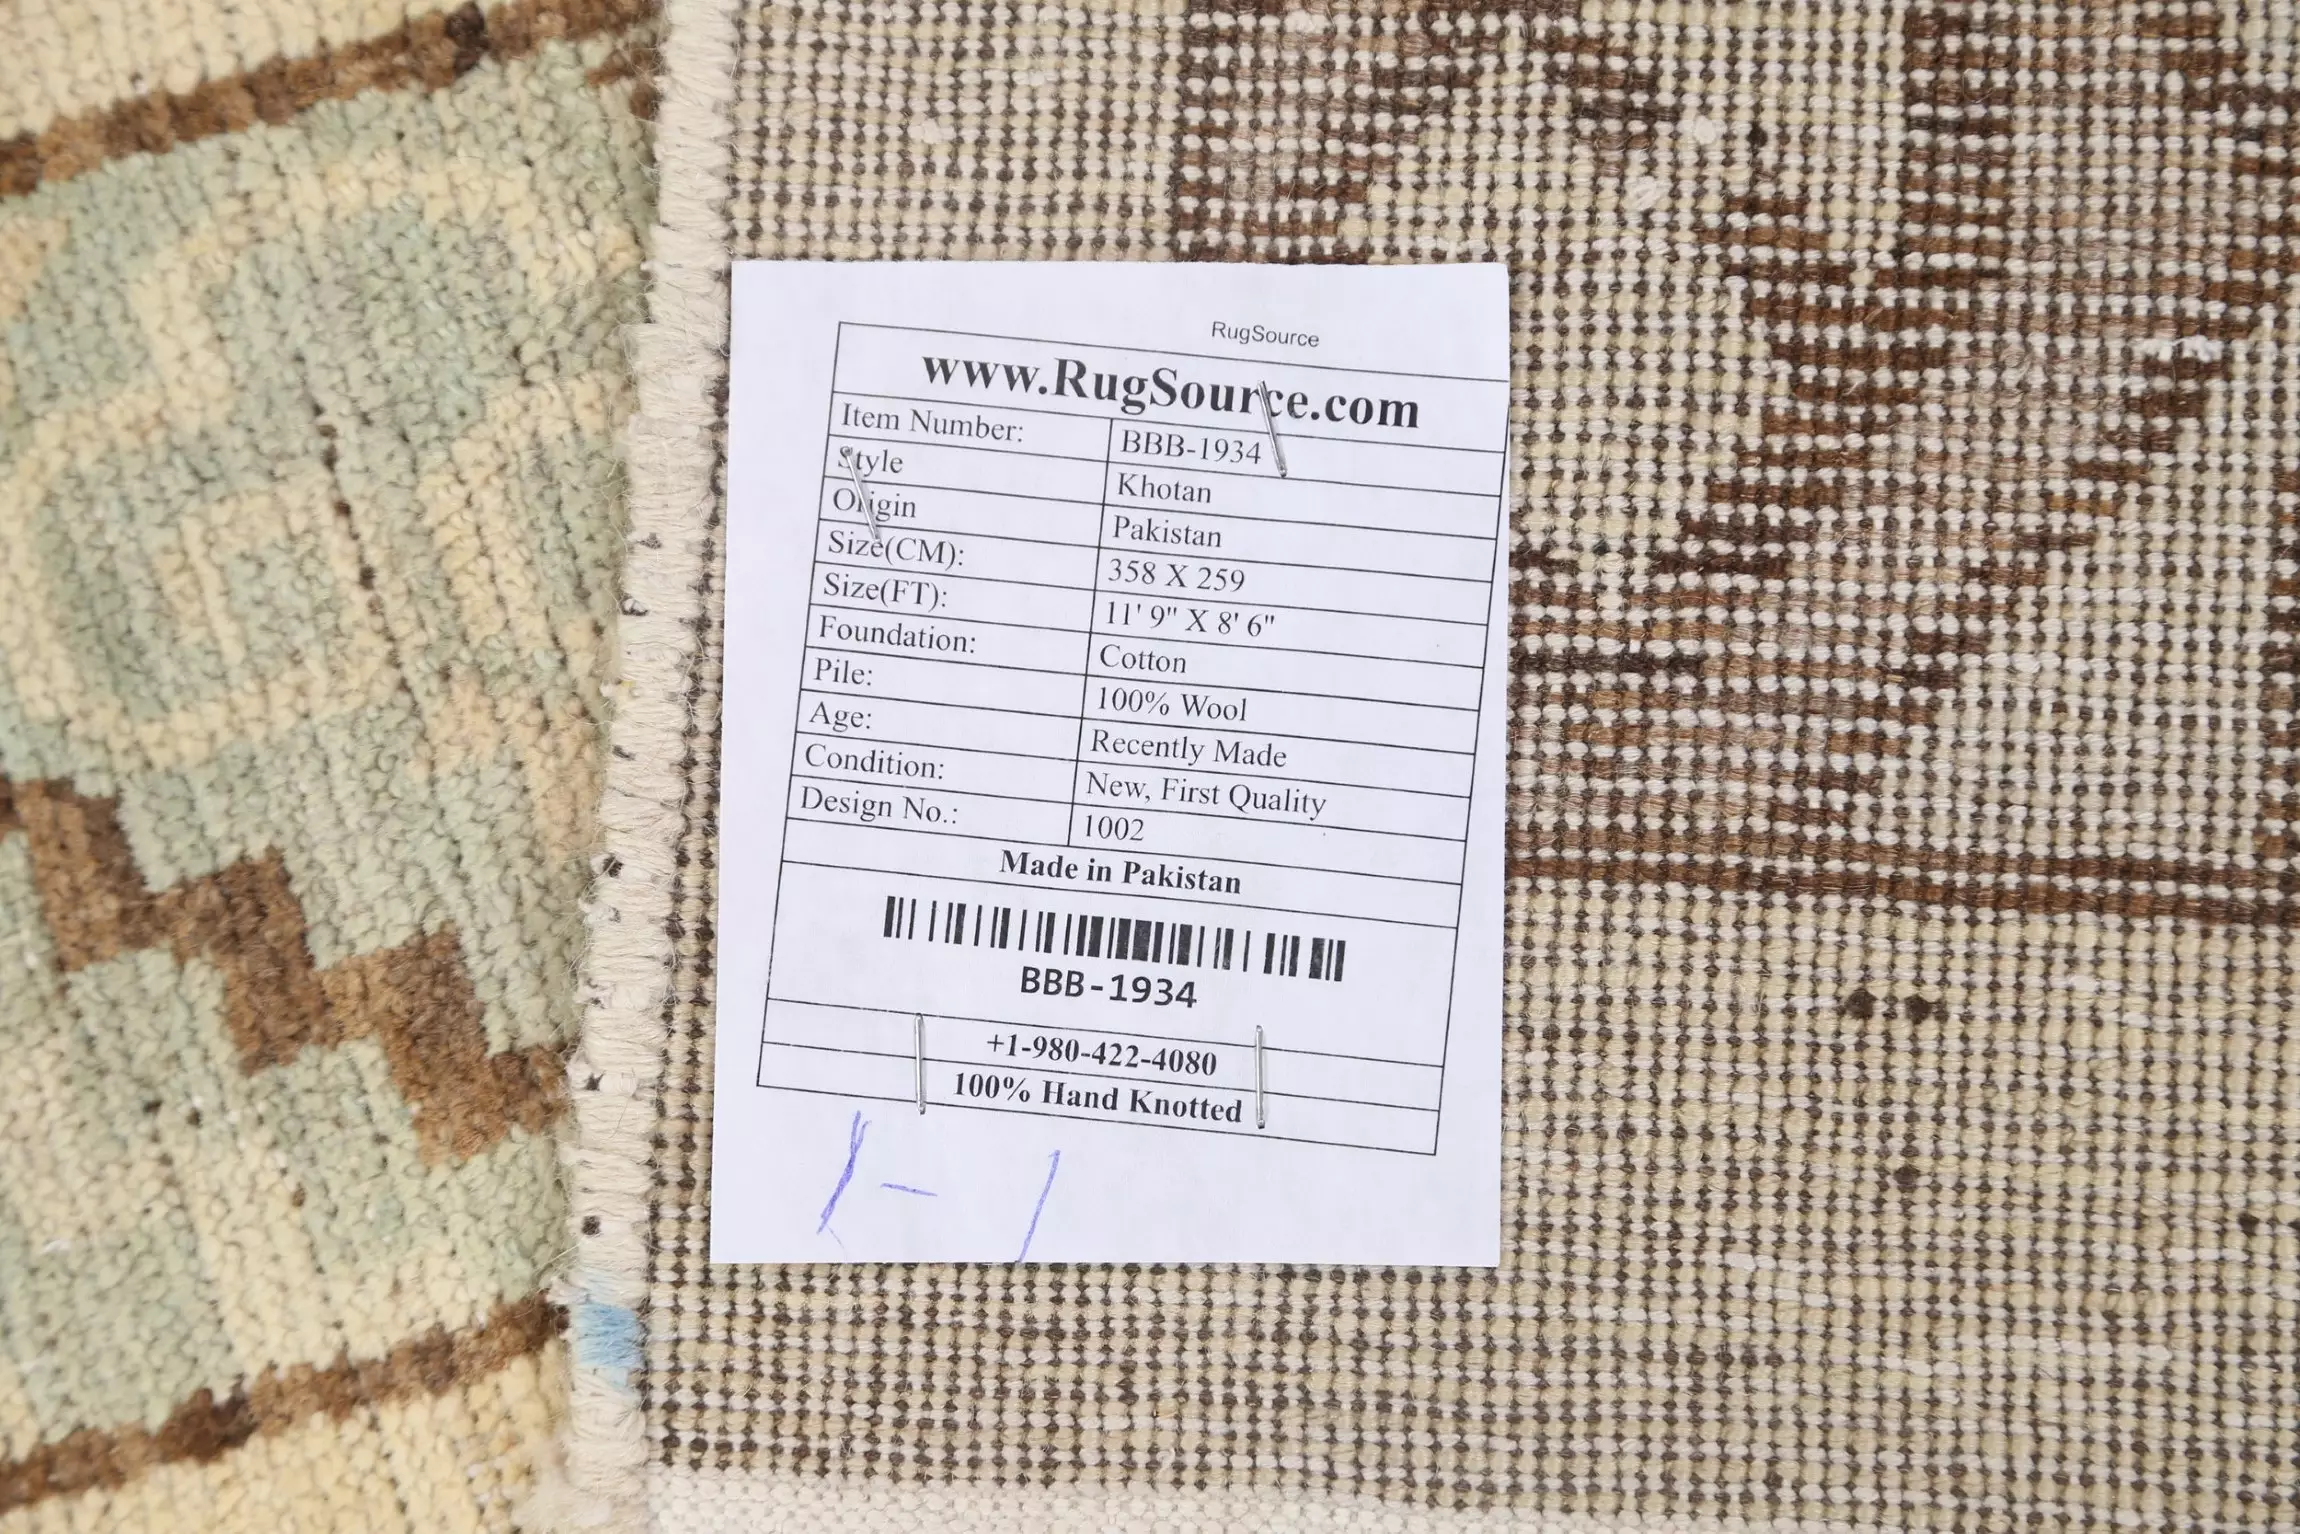 RugSource
www.RugSource.com
Item Number: BBB-1934
Style Khotan
Origin Pakistan
Size(CM): 358 X 259
Size(FT): 11' 9" X 8' 6"
Foundation: Cotton
Pile: 100% Wool
Age: Recently Made
Condition: New, First Quality
Design No.: 1002
Made in Pakistan
BBB-1934
+1-980-422-4080
100% Hand Knotted
1-1